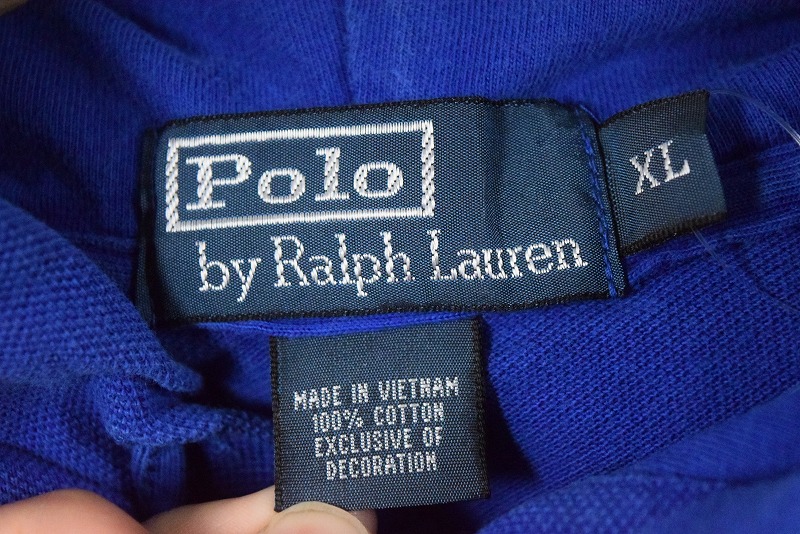 Polo
by Ralph Lauren
XL
MADE IN VIETNAM
100% COTTON
EXCLUSIVE OF
DECORATION